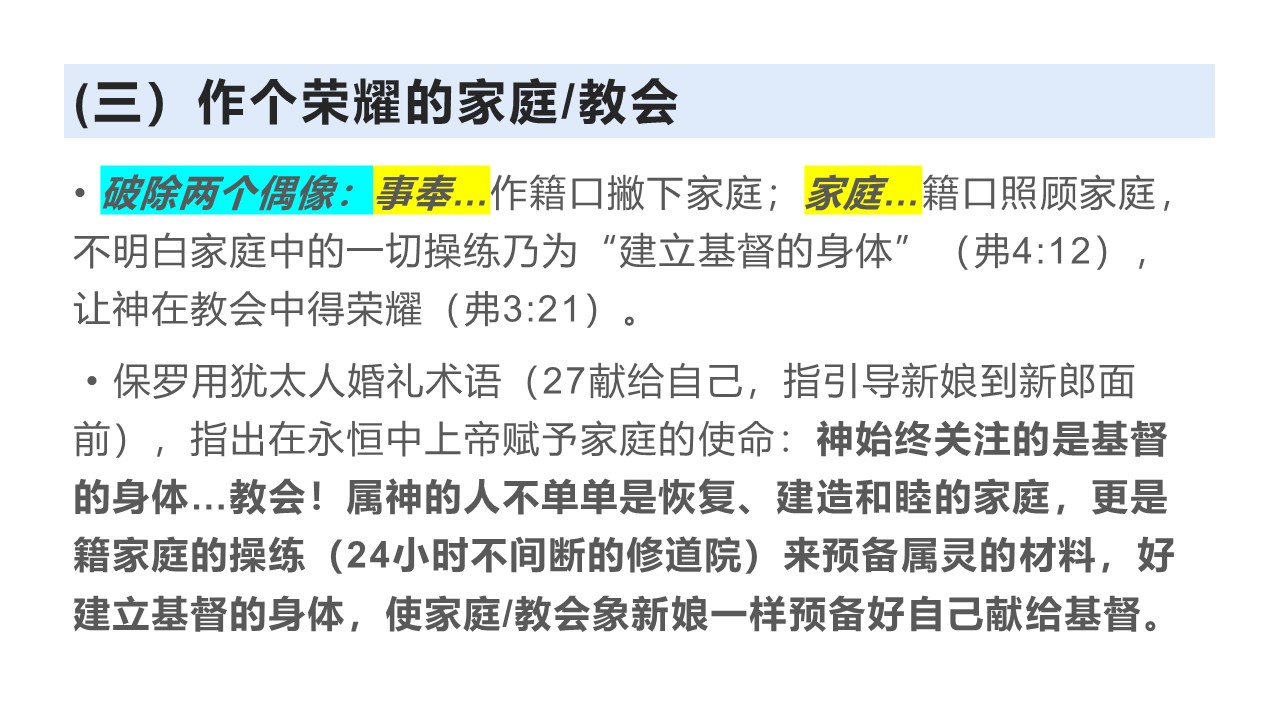 (三）作个荣耀的家庭/教会
• 破除两个偶像：事奉…作籍口撇下家庭；家庭…籍口照顾家庭，
不明白家庭中的一切操练乃为“建立基督的身体”（弗4:12），
让神在教会中得荣耀（弗3:21）。
• 保罗用犹太人婚礼术语（27献给自己，指引导新娘到新郎面
前），指出在永恒中上帝赋予家庭的使命：神始终关注的是基督
的身体…教会！属神的人不单单是恢复、建造和睦的家庭，更是
籍家庭的操练（24小时不间断的修道院）来预备属灵的材料，好
建立基督的身体，使家庭/教会象新娘一样预备好自己献给基督。